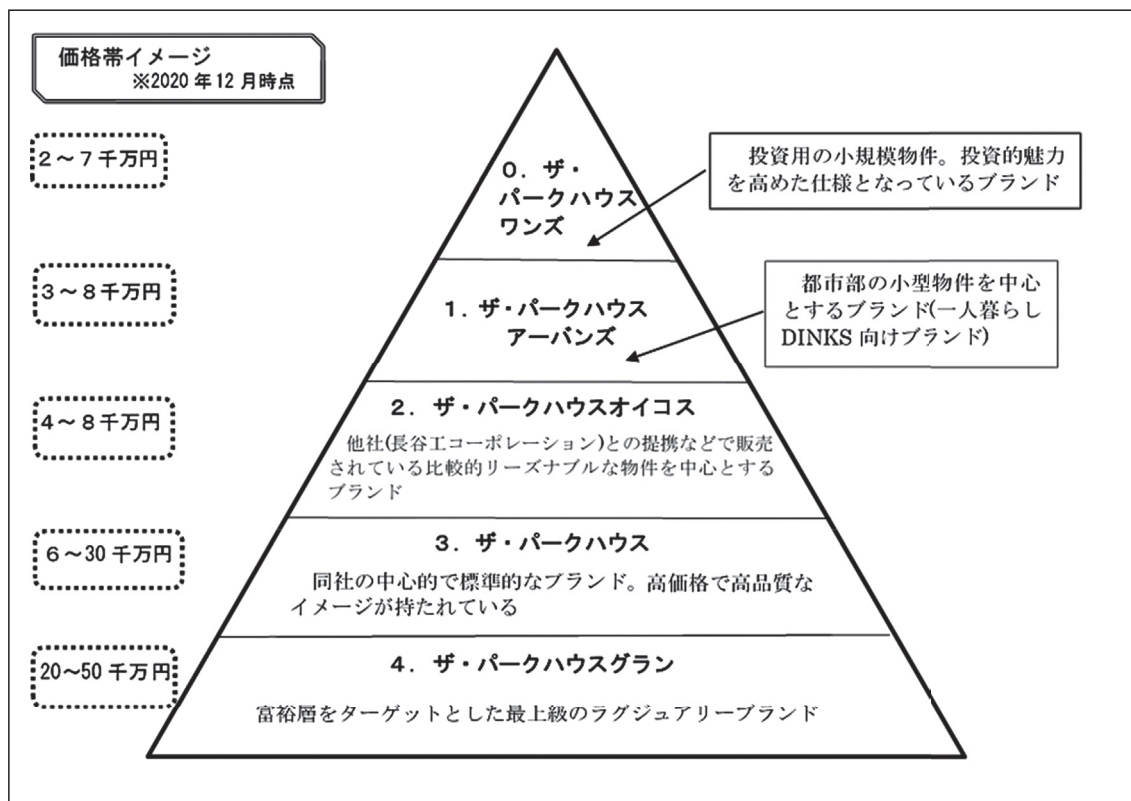 価格帯イメージ
※2020年12月時点
2～7千万円
0．ザ・
パークハウス
ワンズ
投資用の小規模物件。投資的魅力
を高めた仕様となっているブランド
3～8千万円
1．ザ・パークハウス
アーバンズ
都市部の小型物件を中心
とするブランド(一人暮らし
DINKS 向けブランド)
4～8千万円
2．ザ・パークハウスオイコス
他社(長谷工コーポレーション)との提携などで販売
されている比較的リーズナブルな物件を中心とする
ブランド
6～30千万円
3．ザ・パークハウス
同社の中心的で標準的なブランド。高価格で高品質な
イメージが持たれている
20～50千万円
4．ザ・パークハウスグラン
富裕層をターゲットとした最上級のラグジュアリーブランド